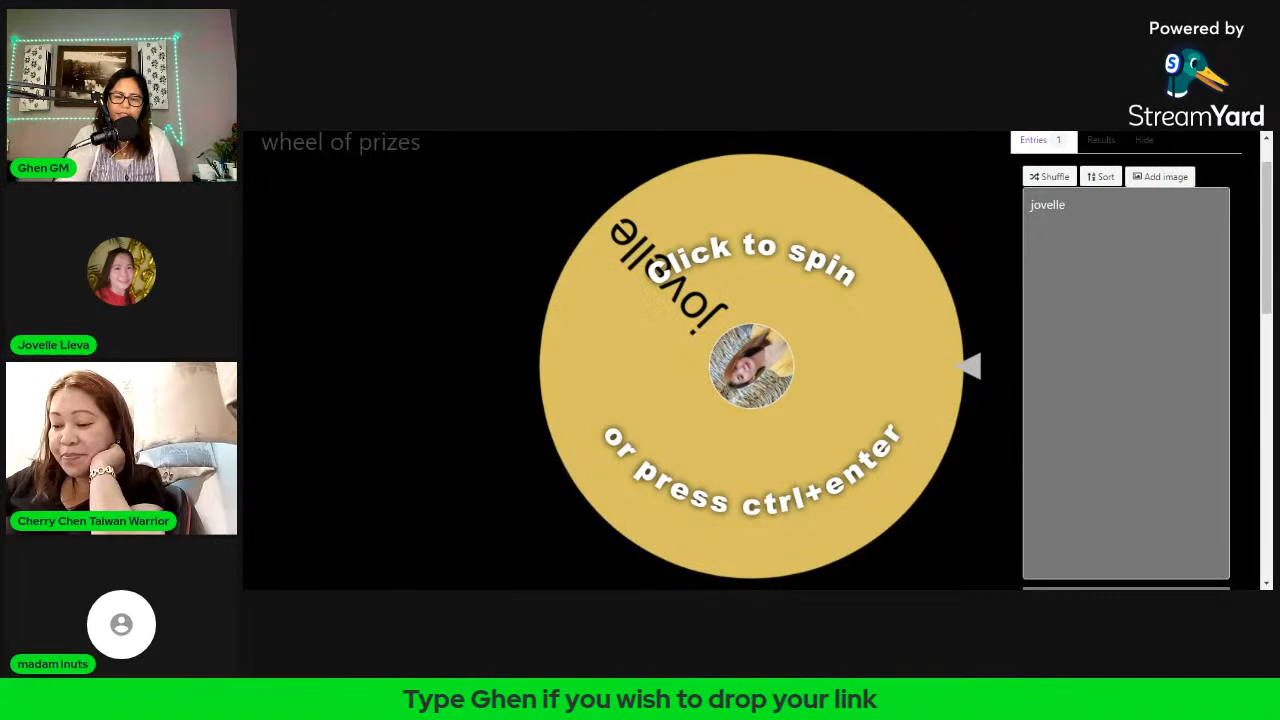 Powered by
S
StreamYard
Ghen GM
Jovelle Lleva
Cherry Chen Taiwan Warrior
madam inuts
wheel of prizes
jovelle
Click to spin
or press ctrl+enter
Entries 1 Results Hide
Shuffle Sort Add image
jovelle
Type Ghen if you wish to drop your link